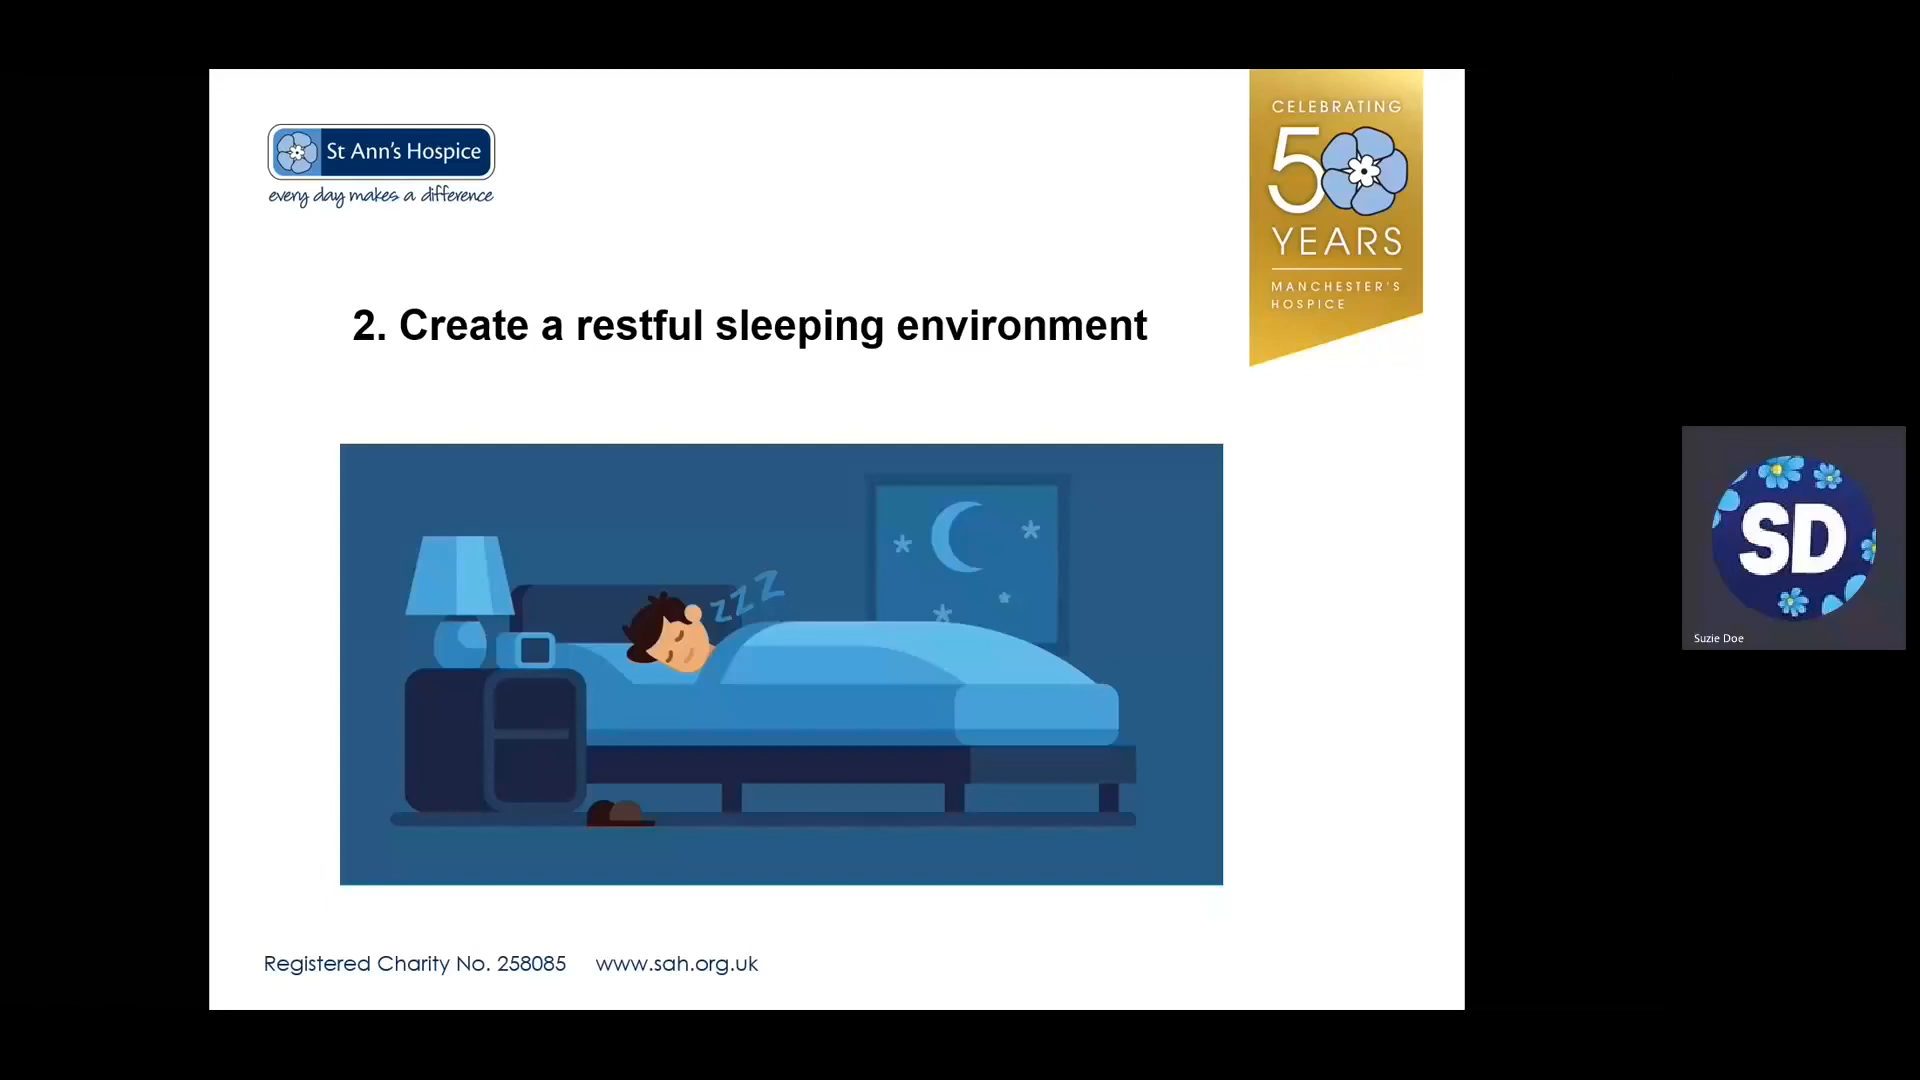 St Ann's Hospice
every day makes a difference
CELEBRATING
50
YEARS
MANCHESTER'S
HOSPICE
2. Create a restful sleeping environment
zzZ
SD
Suzie Doe
Registered Charity No. 258085 www.sah.org.uk